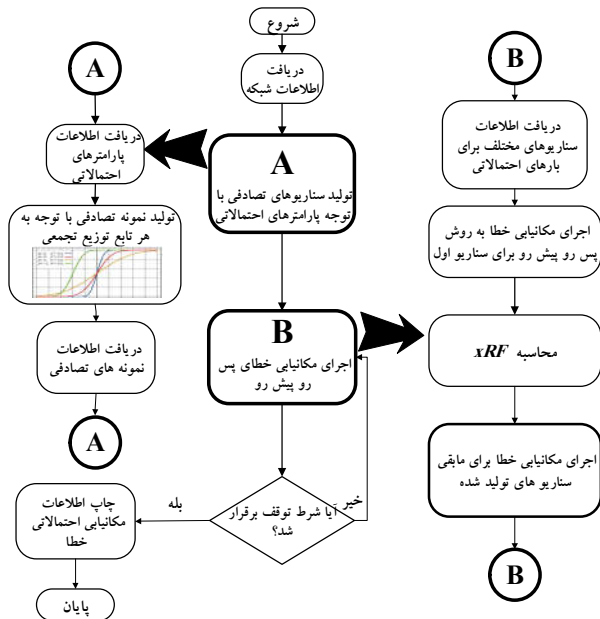 شروع
دریافت
اطلاعات شبکه
A
تولید سناریوهای تصادفی با
توجه پارامترهای احتمالاتی
B
اجرای مکانیابی خطای پس
رو پیش رو
آیا شرط توقف برقرار
شد؟
خیر
بله
چاپ اطلاعات
مکانیابی احتمالاتی
خطا
پایان
A
دریافت اطلاعات
پارامترهای
احتمالاتی
تولید نمونه تصادفی با توجه به
هر تابع توزیع تجمعی
دریافت اطلاعات
نمونه های تصادفی
A
B
دریافت اطلاعات
سناریوهای مختلف برای
بارهای احتمالاتی
اجرای مکانیابی خطا به روش
پس رو پیش رو برای سناریو اول
محاسبه xRF
اجرای مکانیابی خطا برای مابقی
سناریو های تولید شده
B